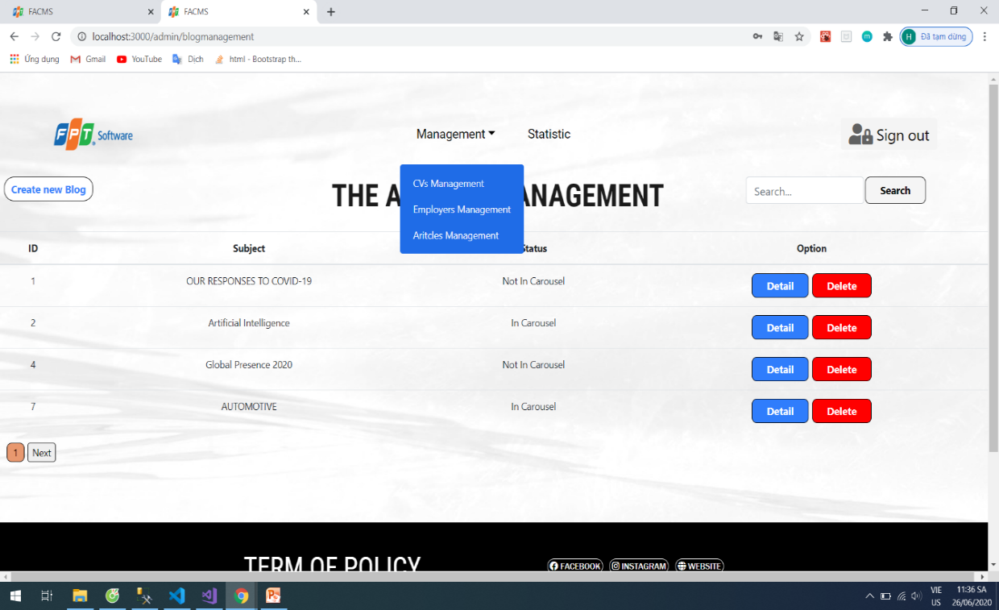 FACMS
FACMS
localhost:3000/admin/blogmanagement
H Đã tạm dừng
Ứng dụng Gmail YouTube Dịch html - Bootstrap th...
FPT Software
Management Statistic
Sign out
Create new Blog
THE A
ANAGEMENT
Search...
Search
CVs Management
Employers Management
Aritcles Management
ID Subject Status Option
1 OUR RESPONSES TO COVID-19 Not In Carousel Detail Delete
2 Artificial Intelligence In Carousel Detail Delete
4 Global Presence 2020 Not In Carousel Detail Delete
7 AUTOMOTIVE In Carousel Detail Delete
1 Next
TERM OF POLICY
FACEBOOK INSTAGRAM WEBSITE
VIE 11:36 SA
US 26/06/2020